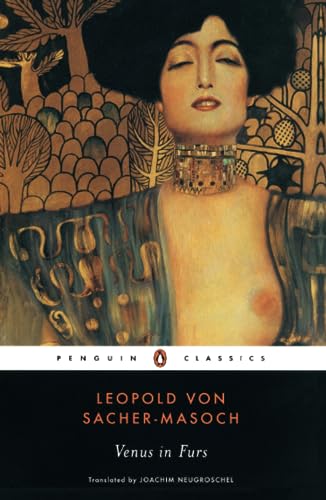 PENGUIN CLASSICS
LEOPOLD VON
SACHER-MASOCH
Venus in Furs
Translated by JOACHIM NEUGROSCHEL